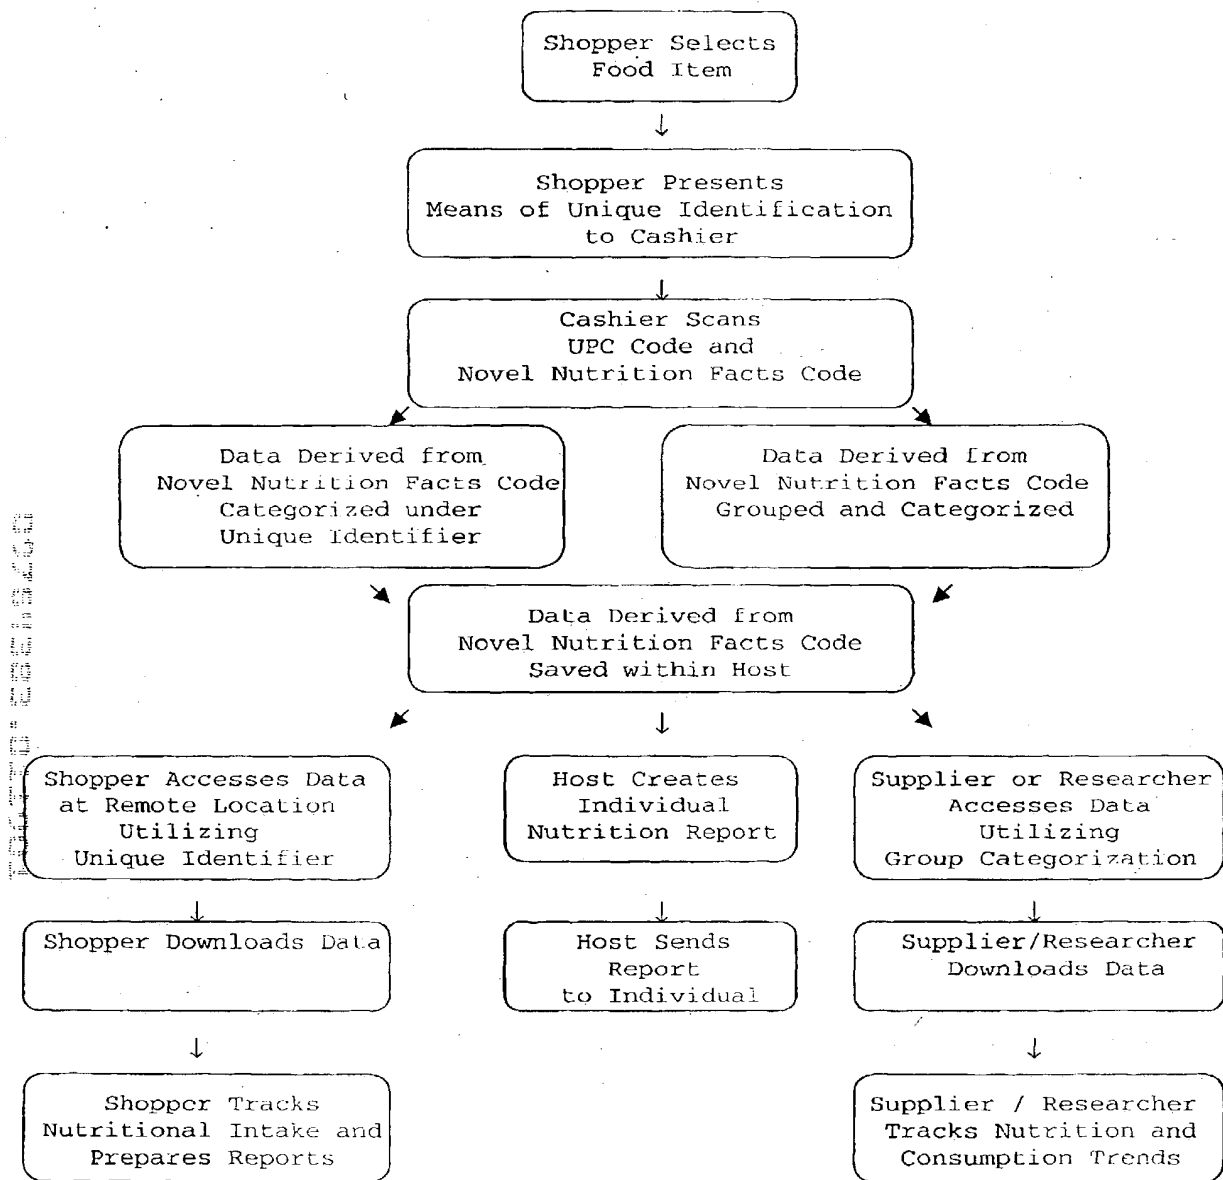 Shopper Selects
Food Item
Shopper Presents
Means of Unique Identification
to Cashier
Cashier Scans
UPC Code and
Novel Nutrition Facts Code
Data Derived from
Novel Nutrition Facts Code
Categorized under
Unique Identifier
Data Derived from
Novel Nutrition Facts Code
Grouped and Categorized
Data Derived from
Novel Nutrition Facts Code
Saved within Host
Shopper Accesses Data
at Remote Location
Utilizing
Unique Identifier
Host Creates
Individual
Nutrition Report
Supplier or Researcher
Accesses Data
Utilizing
Group Categorization
Shopper Downloads Data
Host Sends
Report
to Individual
Supplier/Researcher
Downloads Data
Shopper Tracks
Nutritional Intake and
Prepares Reports
Supplier / Researcher
Tracks Nutrition and
Consumption Trends